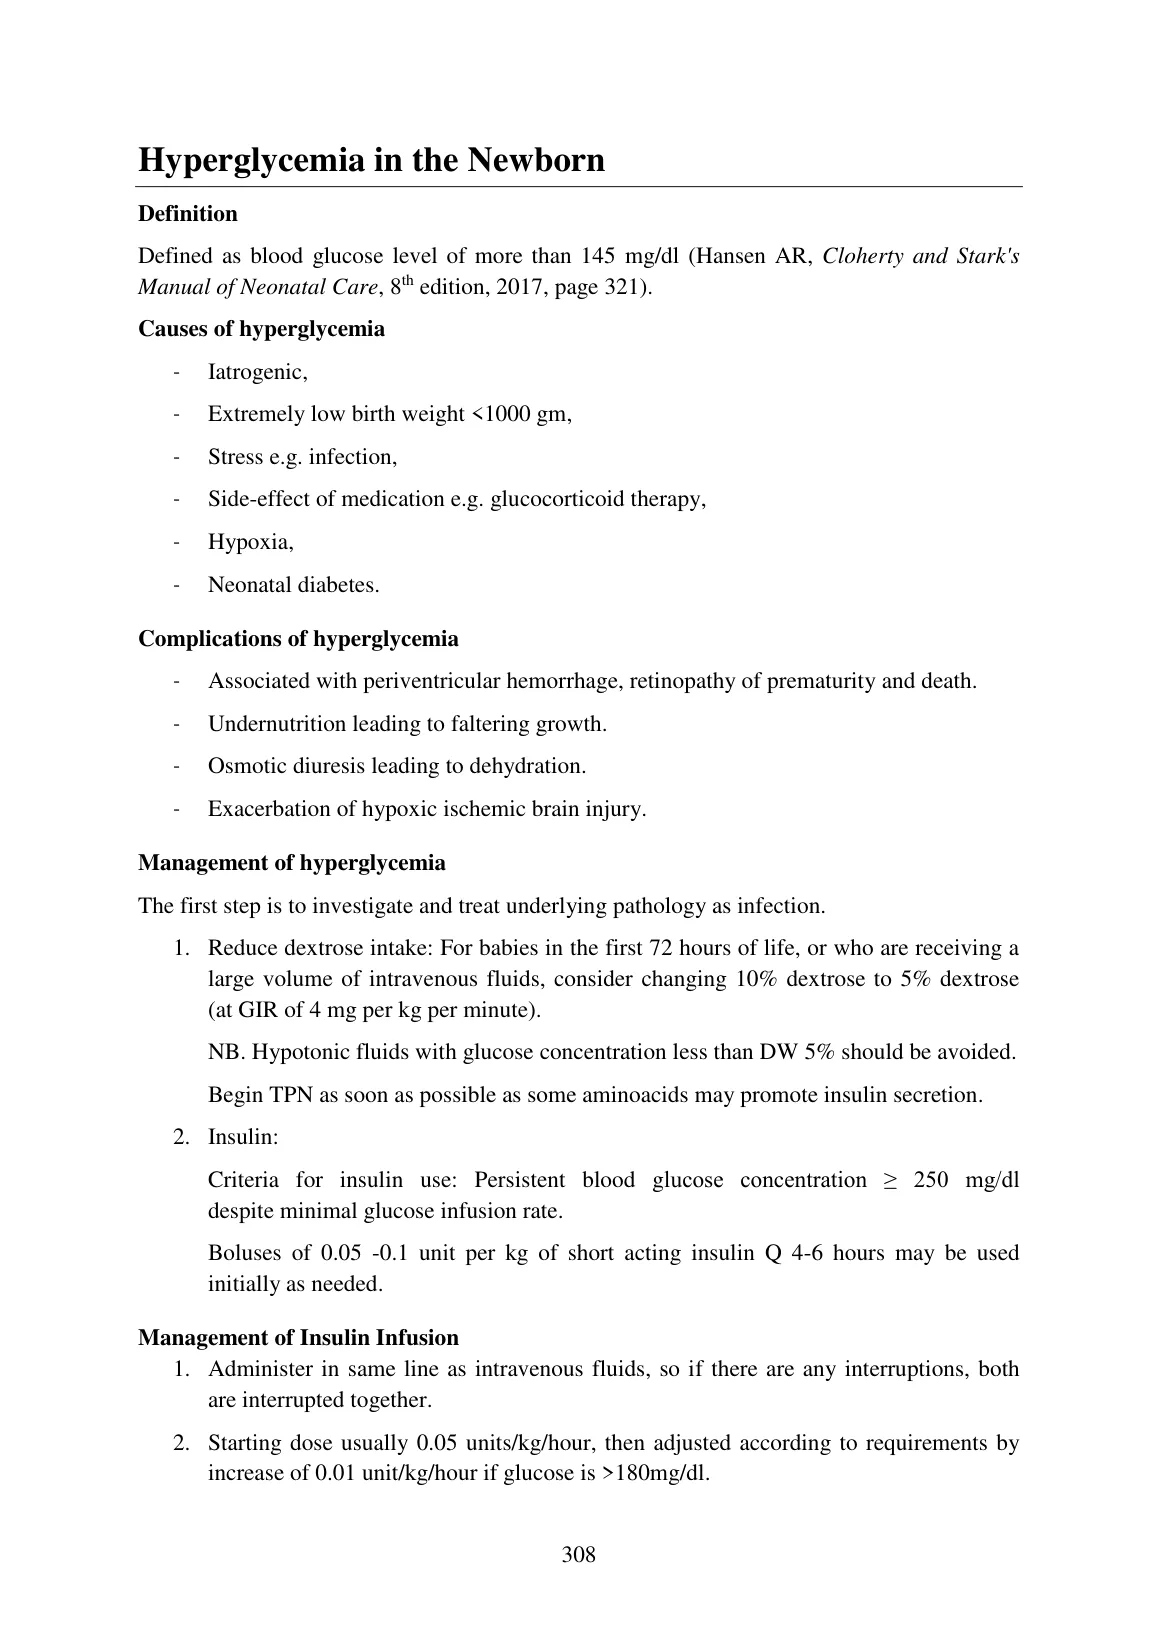 Hyperglycemia in the Newborn
Definition
Defined as blood glucose level of more than 145 mg/dl (Hansen AR, Cloherty and Stark's
Manual of Neonatal Care, 8th edition, 2017, page 321).
Causes of hyperglycemia
- Iatrogenic,
- Extremely low birth weight <1000 gm,
- Stress e.g. infection,
- Side-effect of medication e.g. glucocorticoid therapy,
- Hypoxia,
- Neonatal diabetes.
Complications of hyperglycemia
- Associated with periventricular hemorrhage, retinopathy of prematurity and death.
- Undernutrition leading to faltering growth.
- Osmotic diuresis leading to dehydration.
- Exacerbation of hypoxic ischemic brain injury.
Management of hyperglycemia
The first step is to investigate and treat underlying pathology as infection.
1. Reduce dextrose intake: For babies in the first 72 hours of life, or who are receiving a
large volume of intravenous fluids, consider changing 10% dextrose to 5% dextrose
(at GIR of 4 mg per kg per minute).
NB. Hypotonic fluids with glucose concentration less than DW 5% should be avoided.
Begin TPN as soon as possible as some aminoacids may promote insulin secretion.
2. Insulin:
Criteria for insulin use: Persistent blood glucose concentration ≥ 250 mg/dl
despite minimal glucose infusion rate.
Boluses of 0.05 -0.1 unit per kg of short acting insulin Q 4-6 hours may be used
initially as needed.
Management of Insulin Infusion
1. Administer in same line as intravenous fluids, so if there are any interruptions, both
are interrupted together.
2. Starting dose usually 0.05 units/kg/hour, then adjusted according to requirements by
increase of 0.01 unit/kg/hour if glucose is >180mg/dl.
308